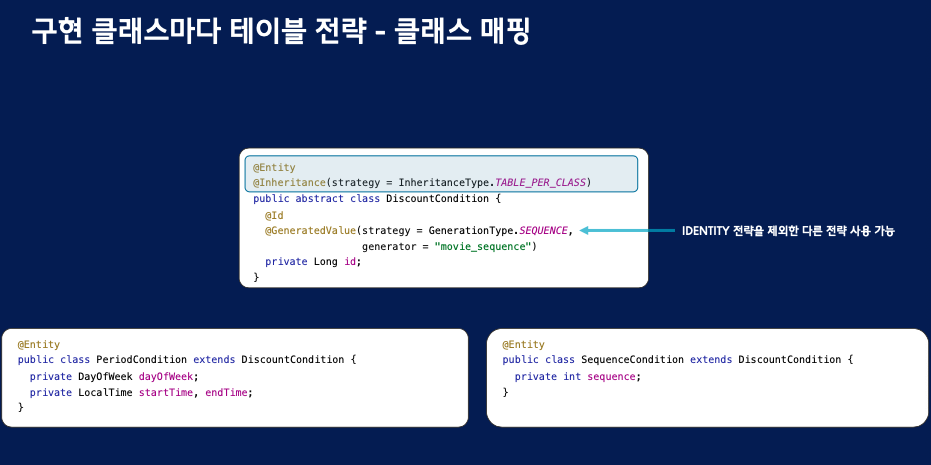 구현 클래스마다 테이블 전략 - 클래스 매핑
@Entity
@Inheritance(strategy = InheritanceType.TABLE_PER_CLASS)
public abstract class DiscountCondition {
@Id
@GeneratedValue(strategy = GenerationType.SEQUENCE,
generator = "movie_sequence")
private Long id;
}
IDENTITY 전략을 제외한 다른 전략 사용 가능
@Entity
public class PeriodCondition extends DiscountCondition {
private DayOfWeek dayOfWeek;
private LocalTime startTime, endTime;
}
@Entity
public class SequenceCondition extends DiscountCondition {
private int sequence;
}